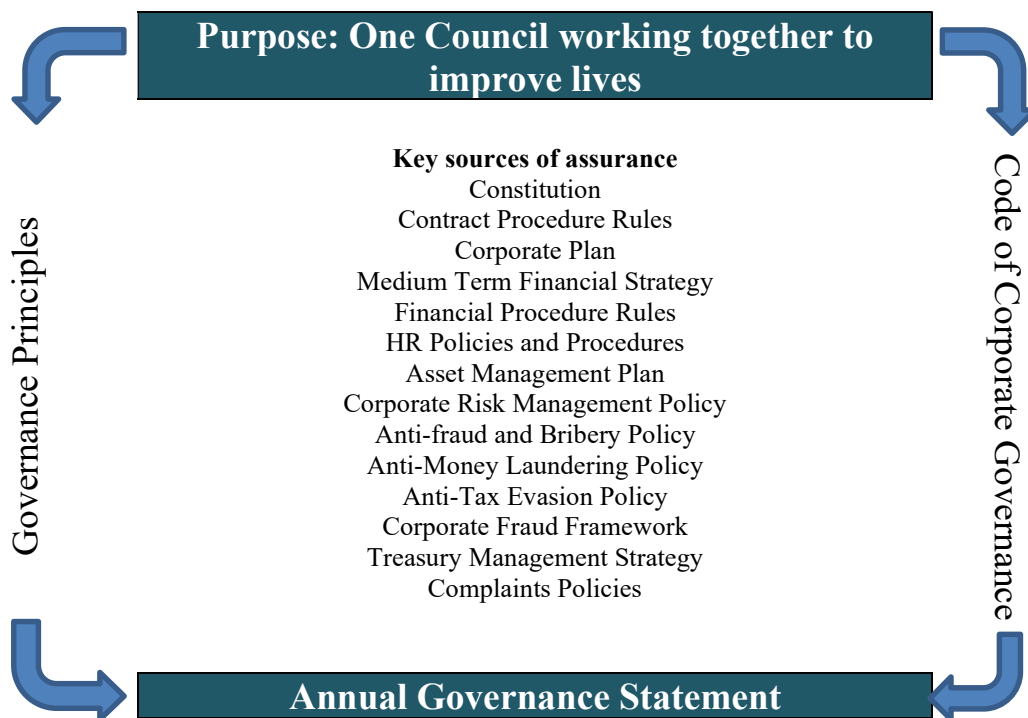 Purpose: One Council working together to
improve lives
Governance Principles
Key sources of assurance
Constitution
Contract Procedure Rules
Corporate Plan
Medium Term Financial Strategy
Financial Procedure Rules
HR Policies and Procedures
Asset Management Plan
Corporate Risk Management Policy
Anti-fraud and Bribery Policy
Anti-Money Laundering Policy
Anti-Tax Evasion Policy
Corporate Fraud Framework
Treasury Management Strategy
Complaints Policies
Code of Corporate Governance
Annual Governance Statement